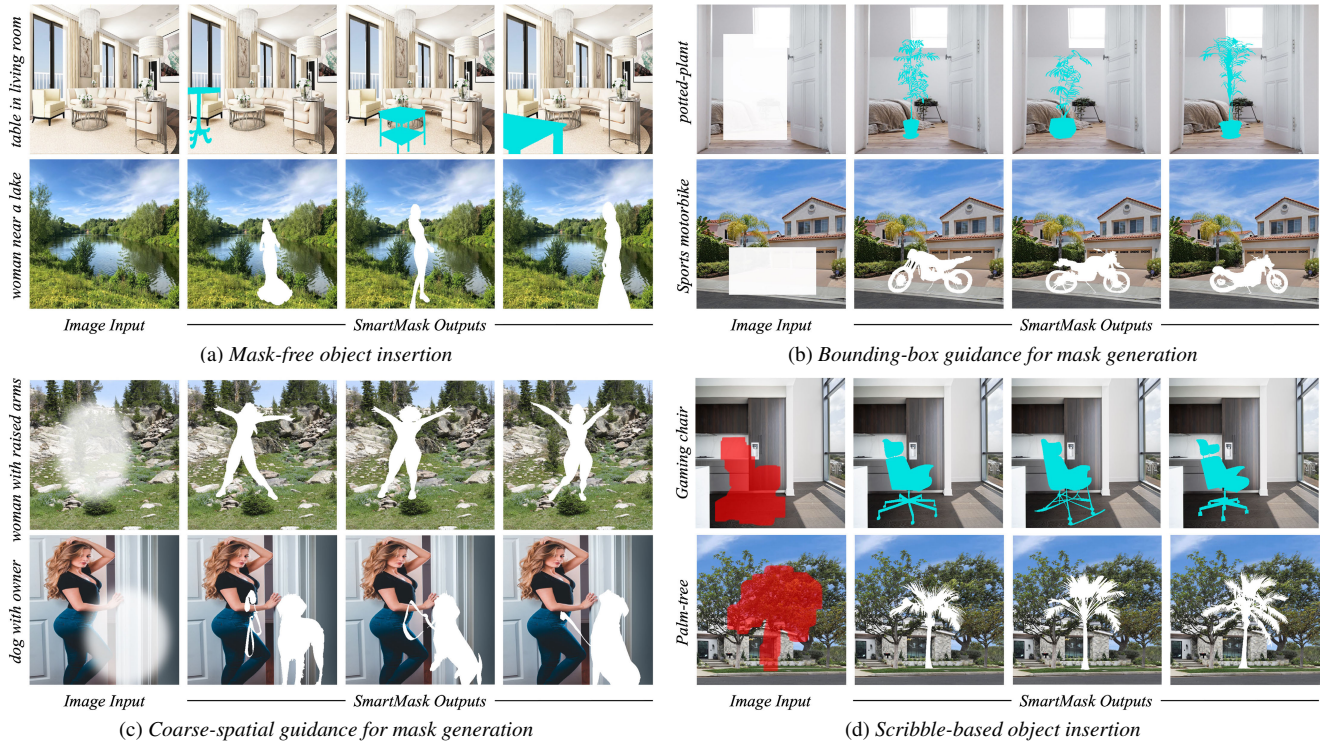 table in living room
woman near a lake
Image Input
SmartMask Outputs
(a) Mask-free object insertion
potted-plant
Sports motorbike
Image Input
SmartMask Outputs
(b) Bounding-box guidance for mask generation
woman with raised arms
dog with owner
Image Input
SmartMask Outputs
(c) Coarse-spatial guidance for mask generation
Gaming chair
Palm-tree
Image Input
SmartMask Outputs
(d) Scribble-based object insertion